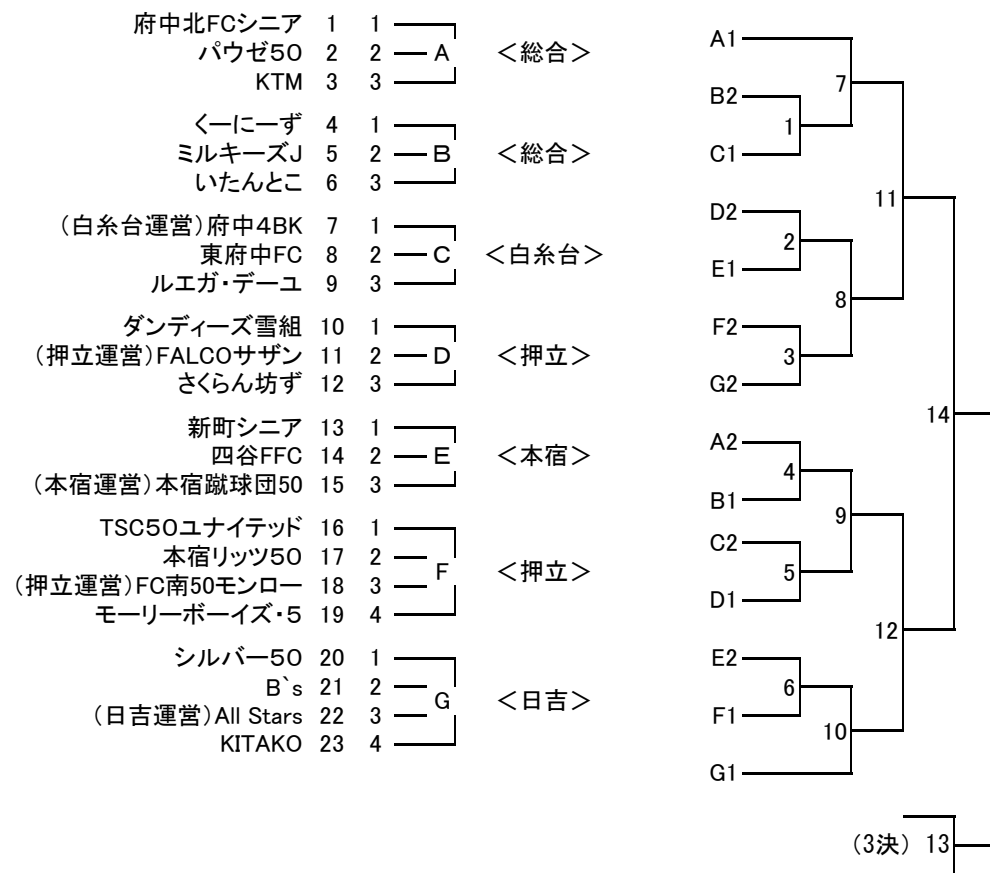 府中北FCシニア 1 1
パウゼ50 2 2 A <総合>
KTM 3 3
くーにーず 4 1
ミルキーズJ 5 2 B <総合>
いたんとこ 6 3
(白糸台運営)府中4BK 7 1
東府中FC 8 2 C <白糸台>
ルエガ・デーユ 9 3
ダンディーズ雪組 10 1
(押立運営)FALCOサザン 11 2 D <押立>
さくらん坊ず 12 3
新町シニア 13 1
四谷FFC 14 2 E <本宿>
(本宿運営)本宿蹴球団50 15 3
TSC50ユナイテッド 16 1
本宿リッツ50 17 2
F <押立>
(押立運営)FC南50モンロー 18 3
モーリーボーイズ・5 19 4
シルバー50 20 1
B`s 21 2
G <日吉>
(日吉運営)All Stars 22 3
KITAKO 23 4
A1
7
B2
1
C1
11
D2
2
E1
8
F2
3
G2
14
A2
4
B1
9
C2
5
D1
12
E2
6
F1
10
G1
(3決) 13